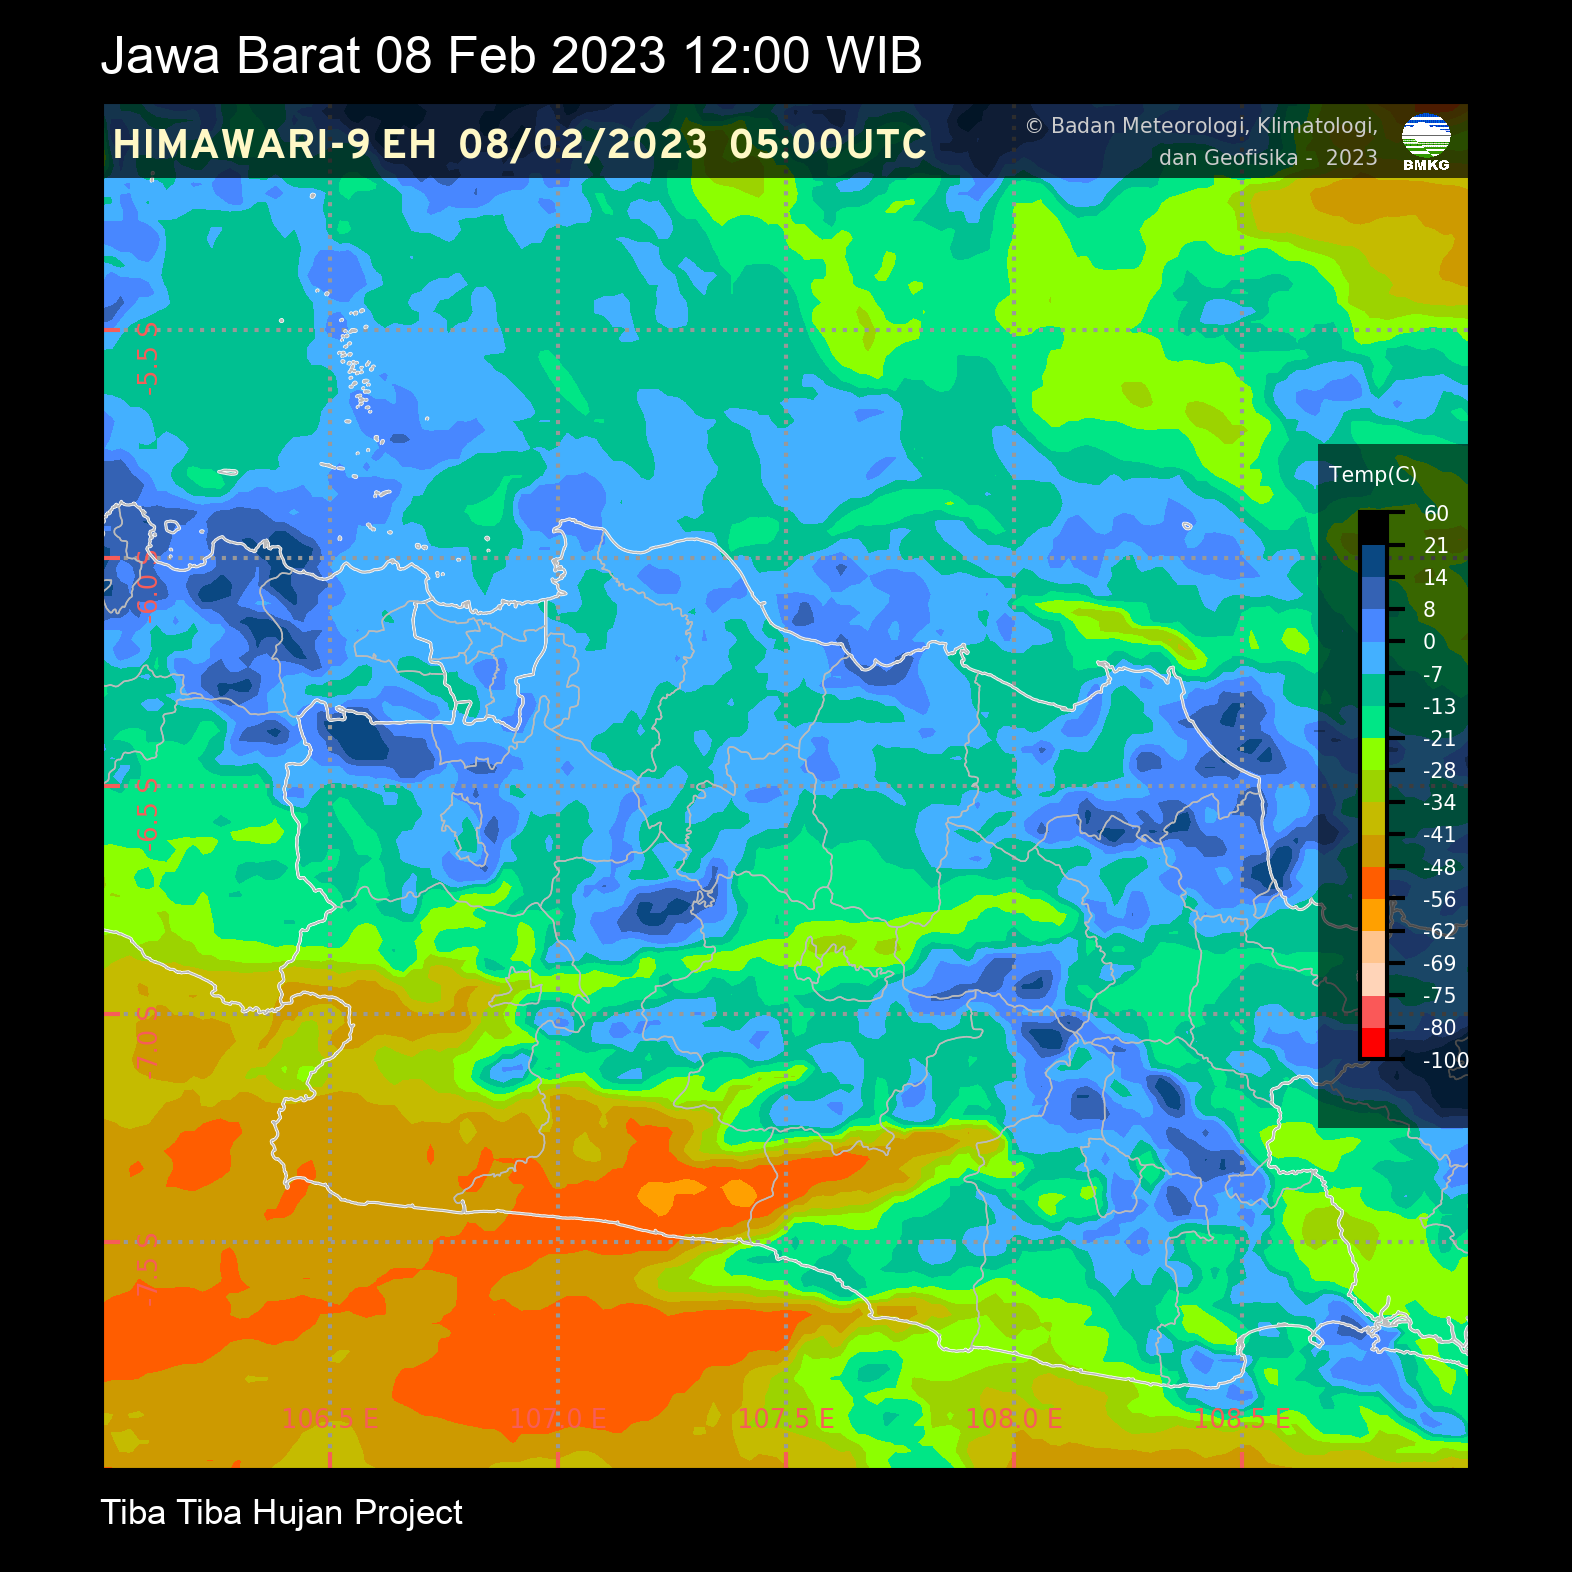 Jawa Barat 08 Feb 2023 12:00 WIB
HIMAWARI-9 EH 08/02/2023 05:00UTC
© Badan Meteorologi, Klimatologi,
dan Geofisika - 2023
BMKG
-5.5 S
-6.0 S
-6.5 S
-7.0 S
-7.5 S
Temp(C)
60
21
14
8
0
-7
-13
-21
-28
-34
-41
-48
-56
-62
-69
-75
-80
-100
106.5 E
107.0 E
107.5 E
108.0 E
108.5 E
Tiba Tiba Hujan Project